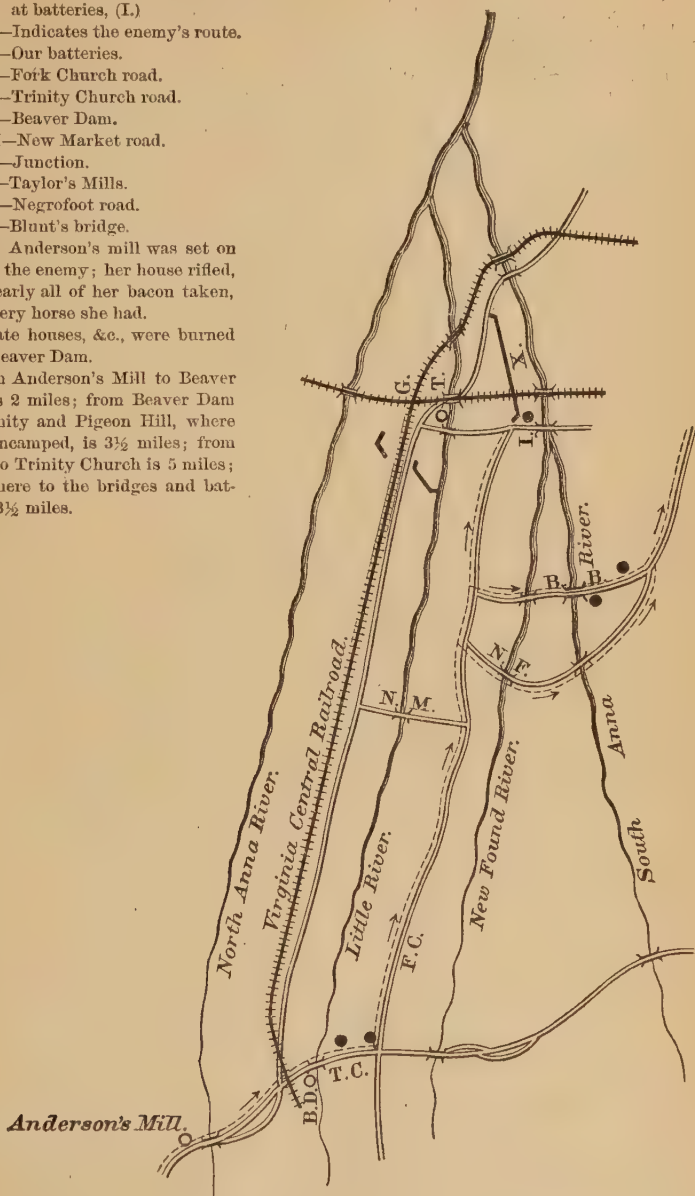 at batteries, (I.)
—Indicates the enemy's route.
—Our batteries.
—Fork Church road.
—Trinity Church road.
—Beaver Dam.
—New Market road.
—Junction.
—Taylor's Mills.
—Negrofoot road.
—Blunt's bridge.
Anderson's mill was set on
the enemy; her house rifled,
early all of her bacon taken,
ery horse she had.
ate houses, &c., were burned
eaver Dam.
Anderson's Mill to Beaver
s 2 miles; from Beaver Dam
nity and Pigeon Hill, where
ncamped, is 3½ miles; from
o Trinity Church is 5 miles;
here to the bridges and bat-
3½ miles.
G.
T.
X.
I.
River.
B. B.
N. F.
N. M.
Virginia Central Railroad.
North Anna River.
Little River.
New Found River.
Anna
South
F.C.
T.C.
B.D.
Anderson's Mill.